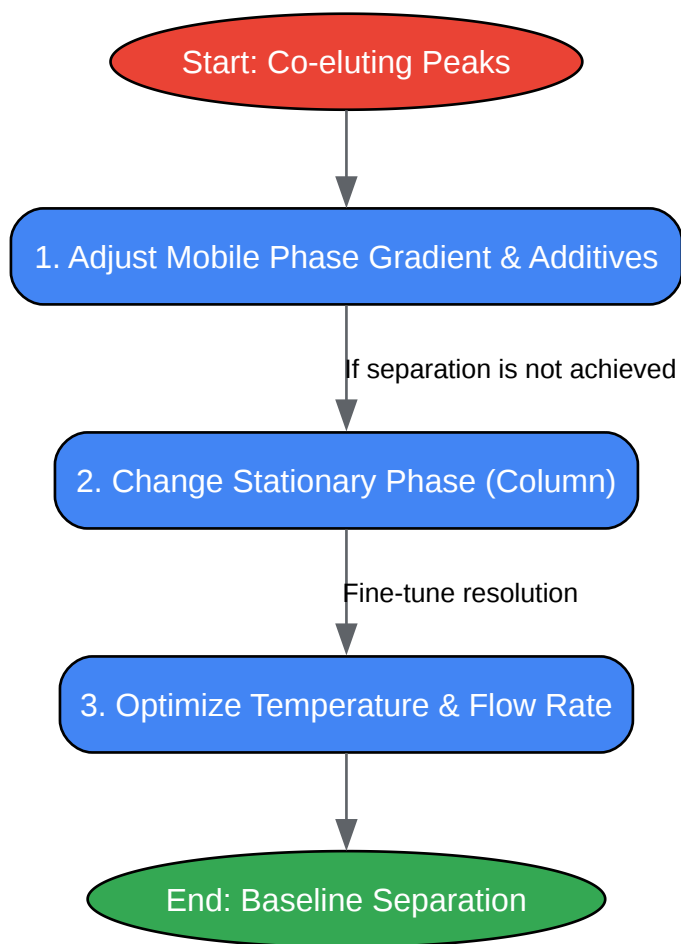 Start: Co-eluting Peaks
1. Adjust Mobile Phase Gradient & Additives
If separation is not achieved
2. Change Stationary Phase (Column)
Fine-tune resolution
3. Optimize Temperature & Flow Rate
End: Baseline Separation